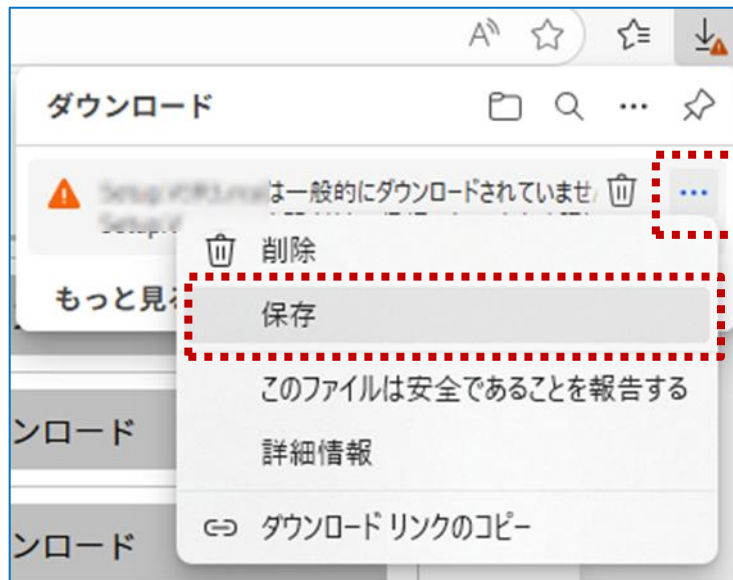 ダウンロード
は一般的にダウンロードされていませ
削除
もっと見る
保存
このファイルは安全であることを報告する
ンロード
詳細情報
ダウンロード リンクのコピー
ンロード